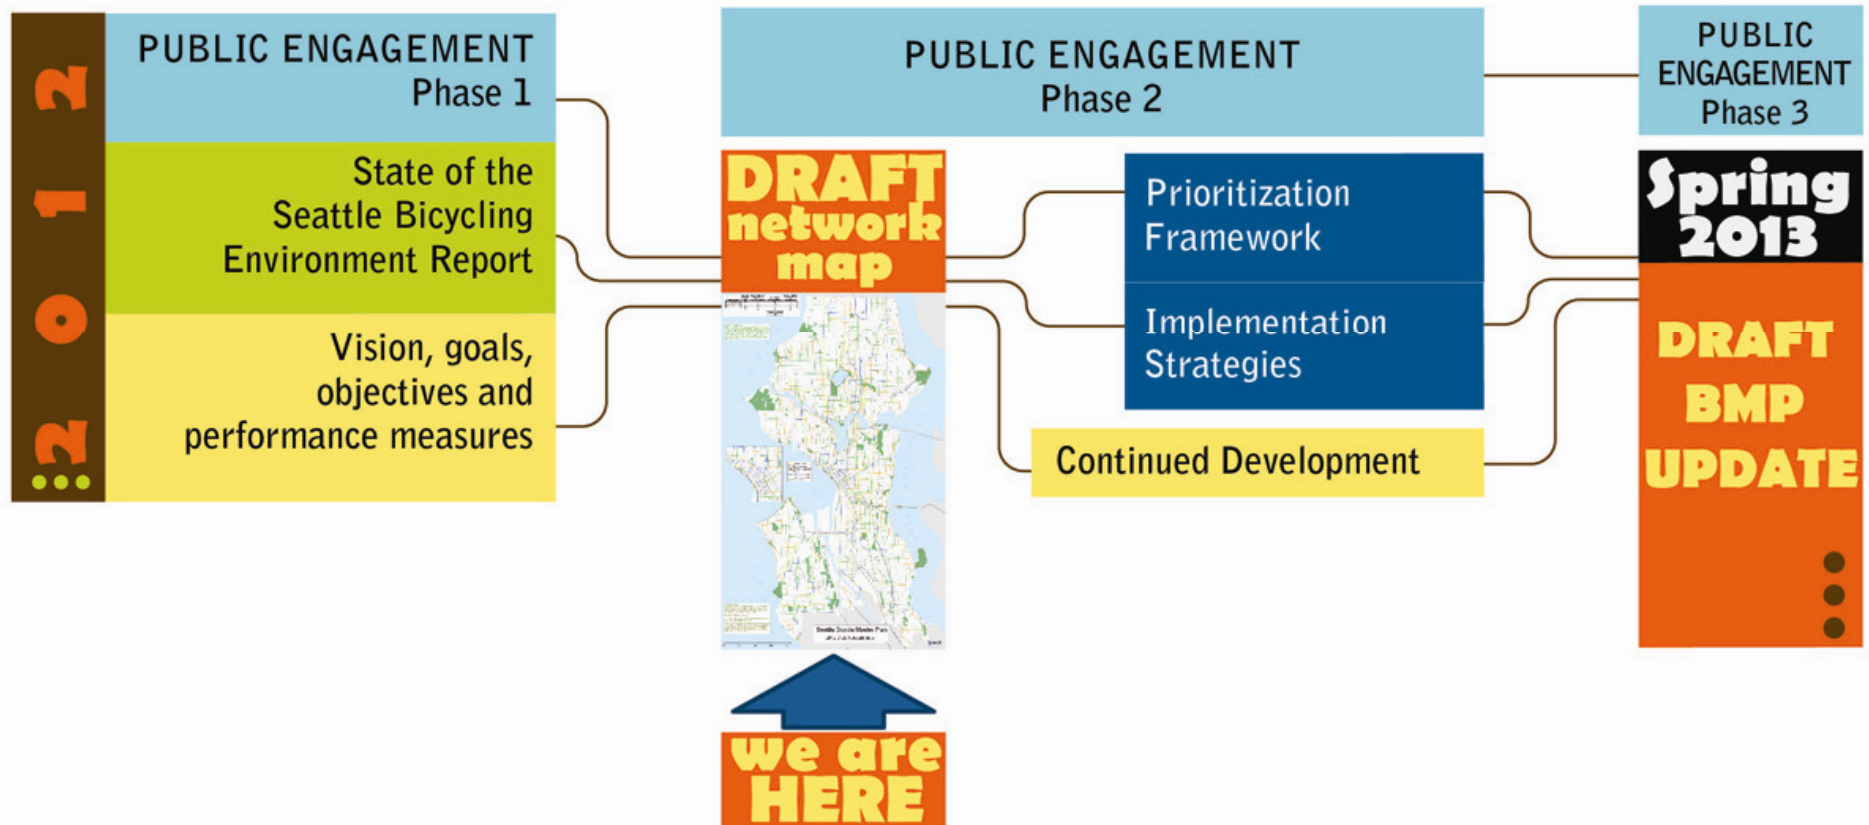 2012
PUBLIC ENGAGEMENT
Phase 1
State of the
Seattle Bicycling
Environment Report
Vision, goals,
objectives and
performance measures
PUBLIC ENGAGEMENT
Phase 2
DRAFT
network
map
Prioritization
Framework
Implementation
Strategies
Continued Development
we are
HERE
PUBLIC
ENGAGEMENT
Phase 3
Spring
2013
DRAFT
BMP
UPDATE